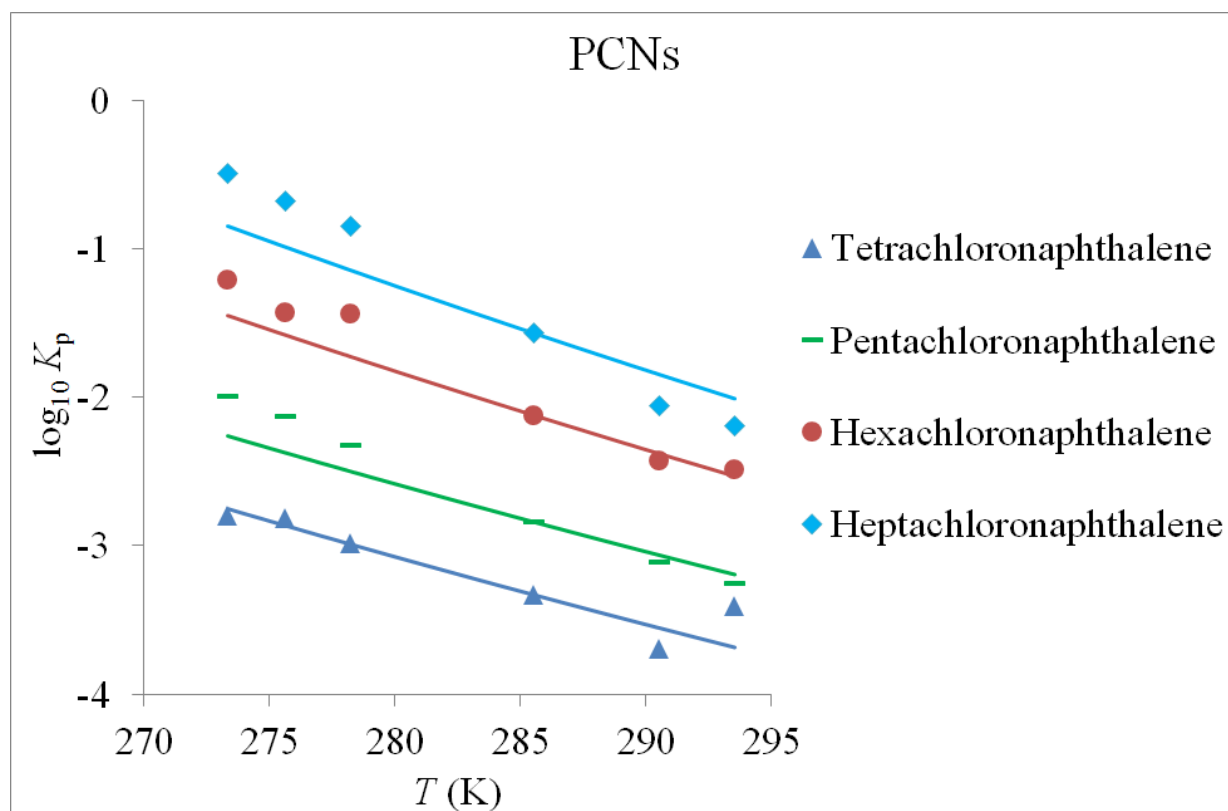 PCNs
0
-1
-2
-3
-4
log10 Kp
270 275 280 285 290 295
T (K)
Tetrachloronaphthalene
Pentachloronaphthalene
Hexachloronaphthalene
Heptachloronaphthalene